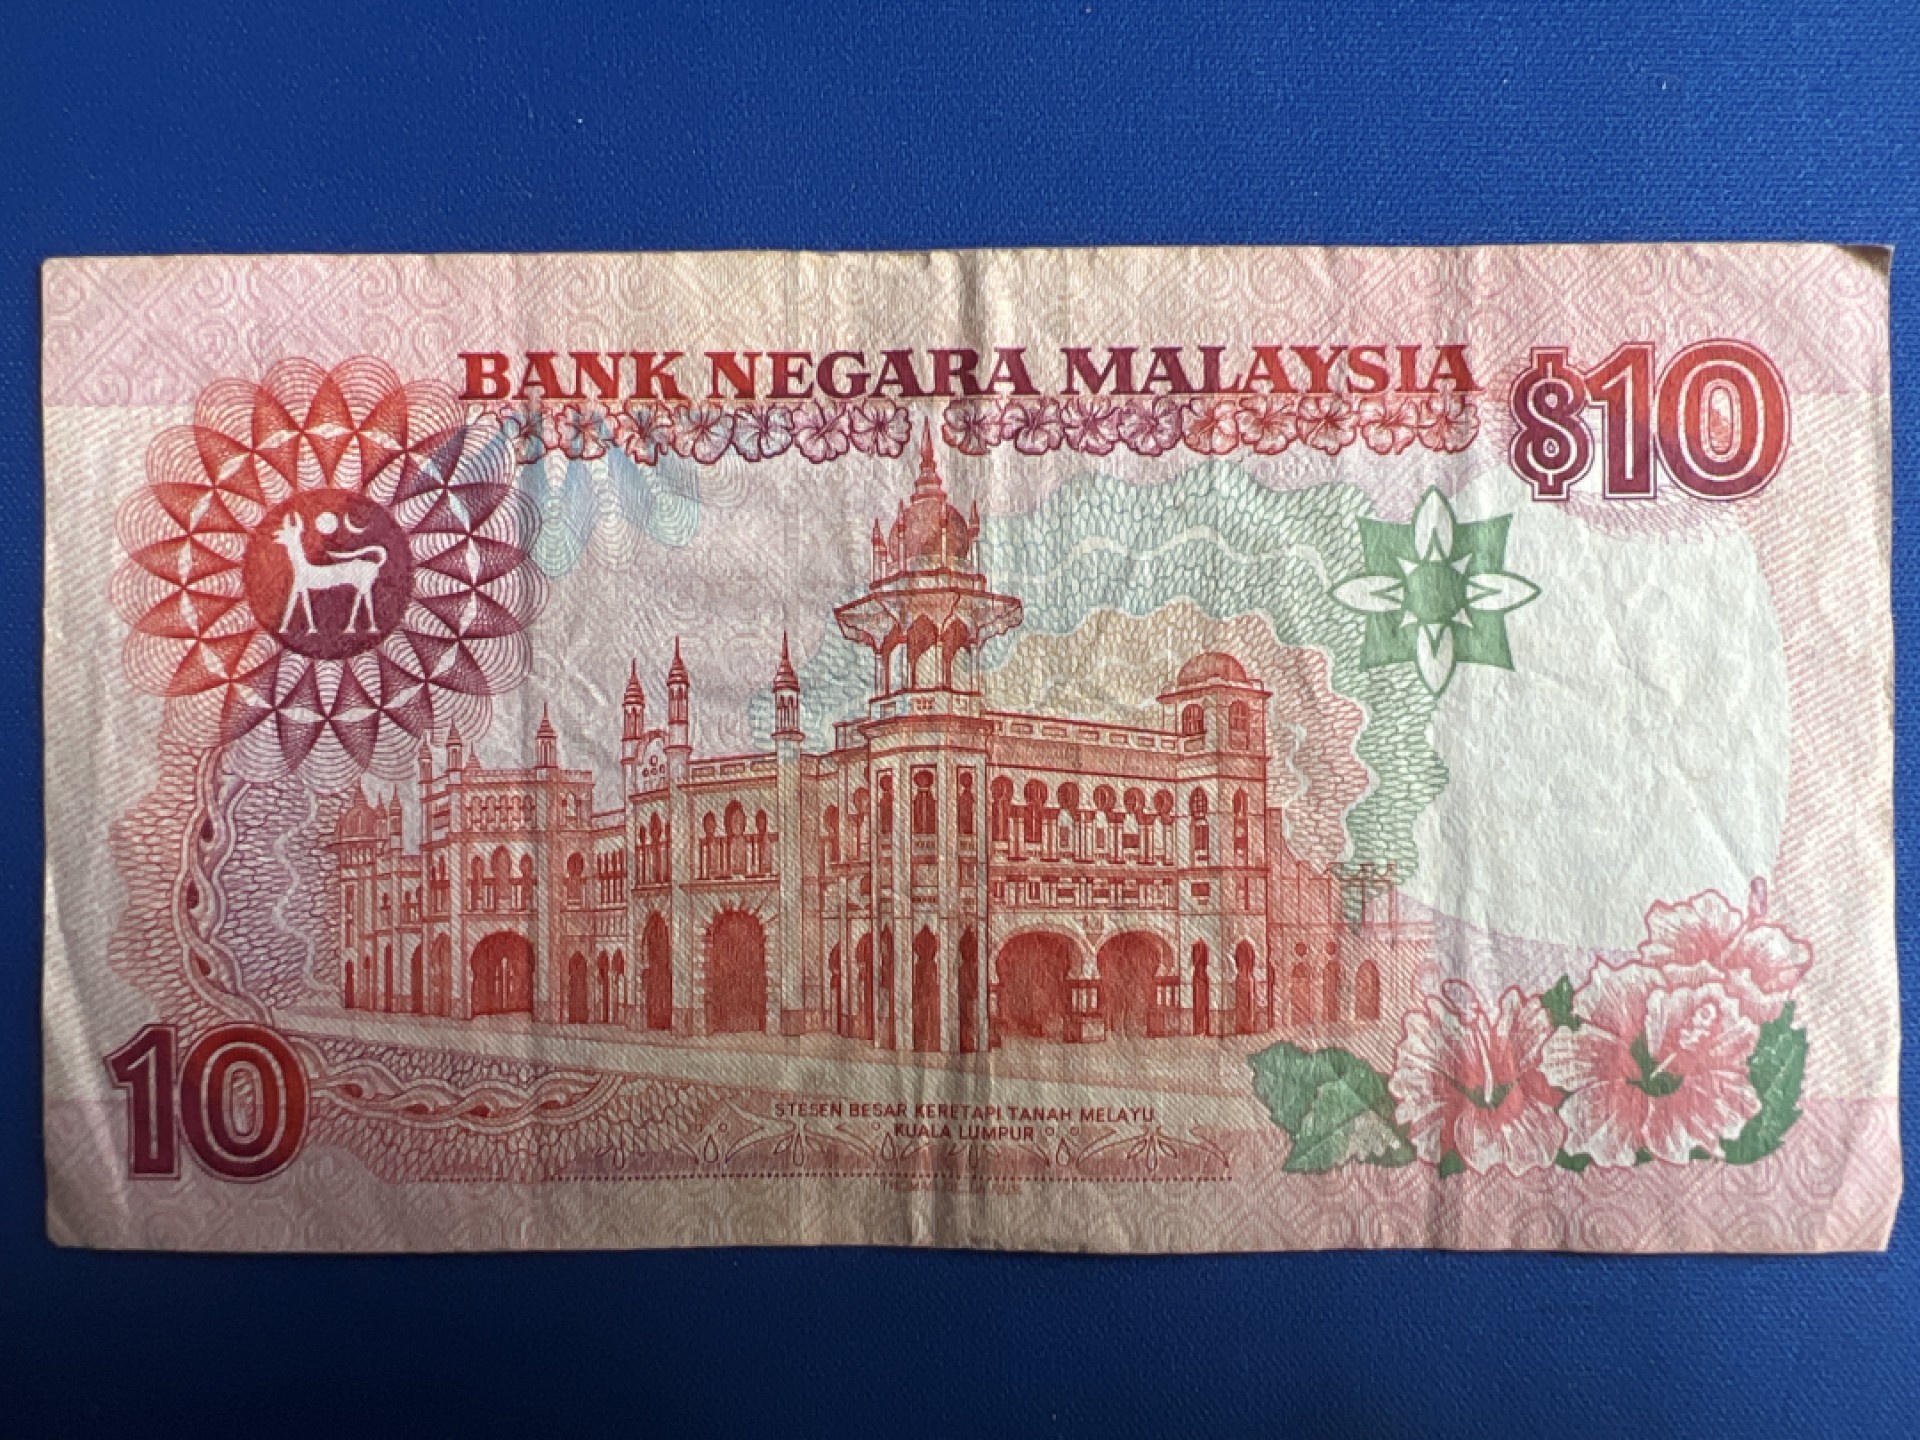 BANK NEGARA MALAYSIA
$10
10
STESEN BESAR KERETAPI TANAH MELAYU
KUALA LUMPUR